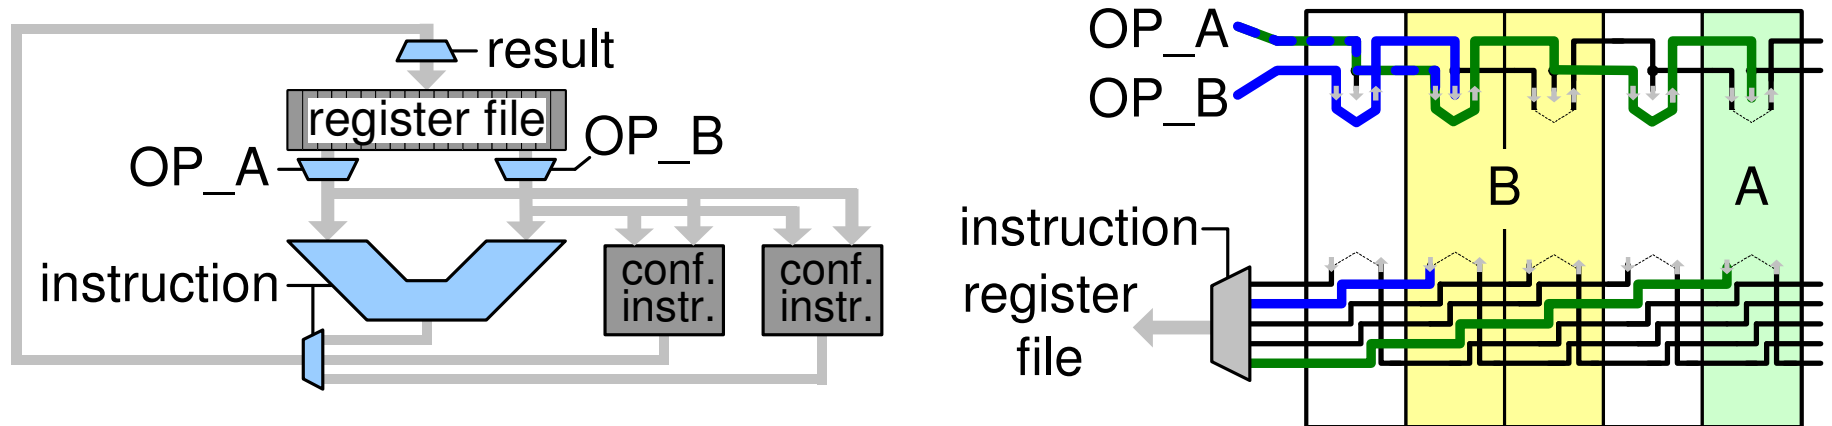 result
register file
OP_A
OP_B
instruction
conf.
instr.
conf.
instr.
OP_A
OP_B
B
A
instruction
register
file